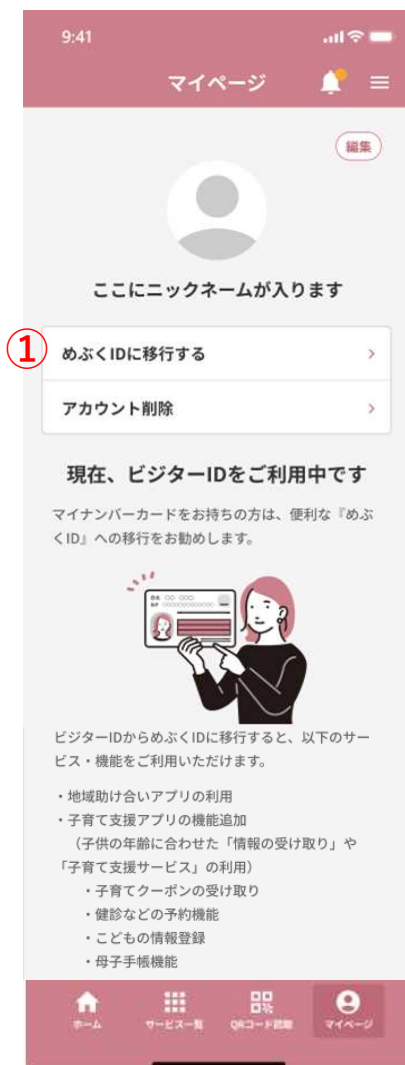 9:41
マイページ
編集
ここにニックネームが入ります
① めぶくIDに移行する
アカウント削除
現在、ビジターIDをご利用中です
マイナンバーカードをお持ちの方は、便利な『めぶ
くID』への移行をお勧めします。
ビジターIDからめぶくIDに移行すると、以下のサー
ビス・機能をご利用いただけます。
・地域助け合いアプリの利用
・子育て支援アプリの機能追加
（子供の年齢に合わせた「情報の受け取り」や
「子育て支援サービス」の利用）
・子育てクーポンの受け取り
・健診などの予約機能
・こどもの情報登録
・母子手帳機能
ホーム サービス一覧 QRコード認証 マイページ